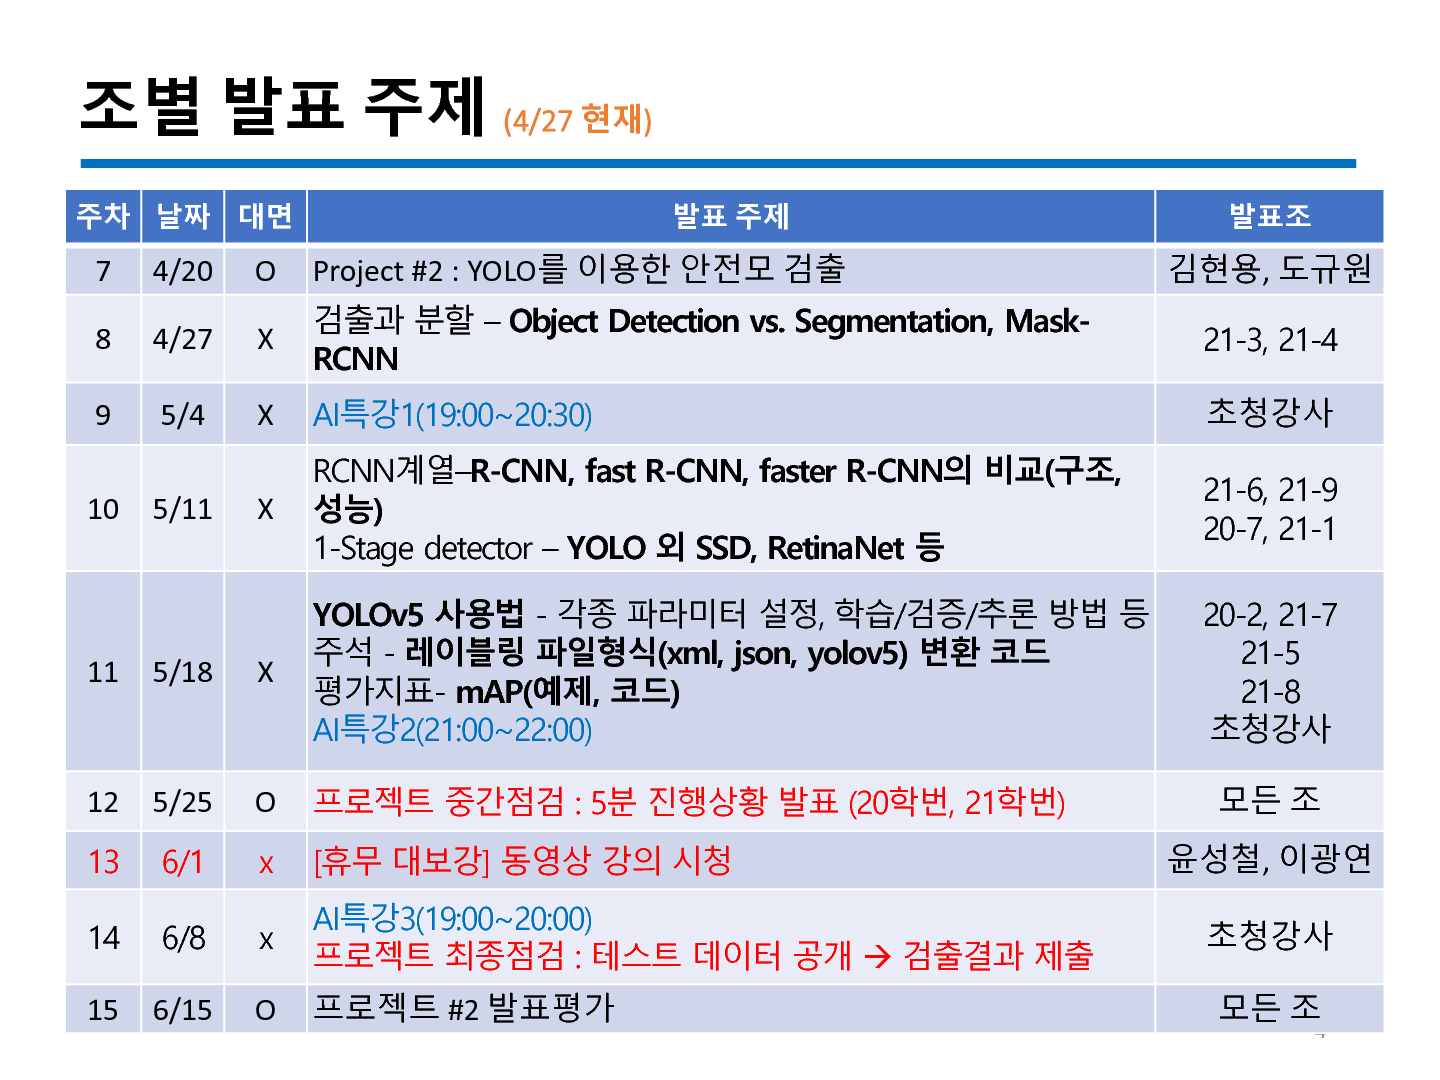 조별 발표 주제 (4/27 현재)
주차 날짜 대면 발표 주제 발표조
7 4/20 O Project #2 : YOLO를 이용한 안전모 검출 김현용, 도규원
8 4/27 X 검출과 분할 – Object Detection vs. Segmentation, Mask-
RCNN 21-3, 21-4
9 5/4 X AI특강1(19:00~20:30) 초청강사
10 5/11 X RCNN계열–R-CNN, fast R-CNN, faster R-CNN의 비교(구조,
성능)
1-Stage detector – YOLO 외 SSD, RetinaNet 등
21-6, 21-9
20-7, 21-1
11 5/18 X YOLOv5 사용법 - 각종 파라미터 설정, 학습/검증/추론 방법 등
주석 - 레이블링 파일형식(xml, json, yolov5) 변환 코드
평가지표- mAP(예제, 코드)
AI특강2(21:00~22:00)
20-2, 21-7
21-5
21-8
초청강사
12 5/25 O 프로젝트 중간점검 : 5분 진행상황 발표 (20학번, 21학번) 모든 조
13 6/1 x [휴무 대보강] 동영상 강의 시청 윤성철, 이광연
14 6/8 x AI특강3(19:00~20:00)
프로젝트 최종점검 : 테스트 데이터 공개 → 검출결과 제출
초청강사
15 6/15 O 프로젝트 #2 발표평가 모든 조